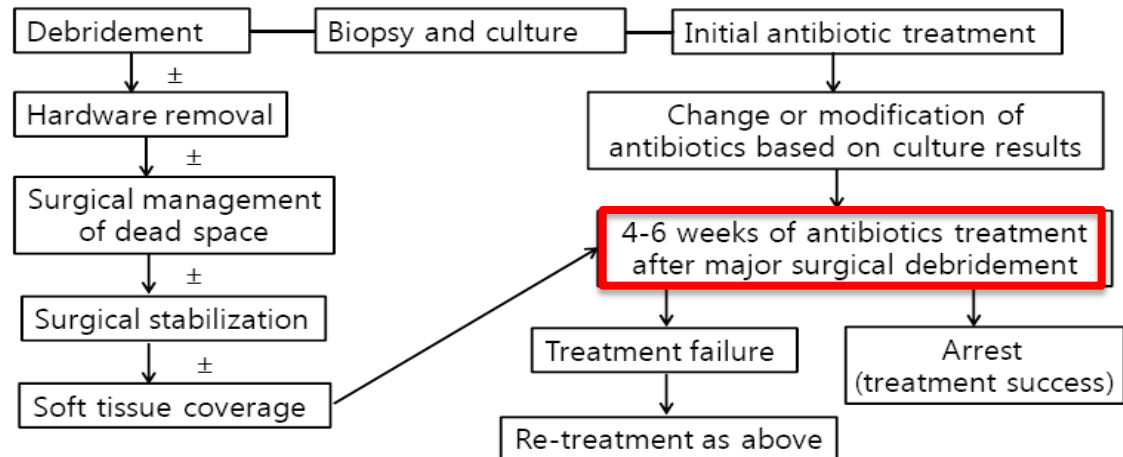 Debridement
Biopsy and culture
Initial antibiotic treatment
±
Hardware removal
Change or modification of
antibiotics based on culture results
±
Surgical management
of dead space
4-6 weeks of antibiotics treatment
after major surgical debridement
±
Surgical stabilization
±
Soft tissue coverage
Treatment failure
Arrest
(treatment success)
Re-treatment as above